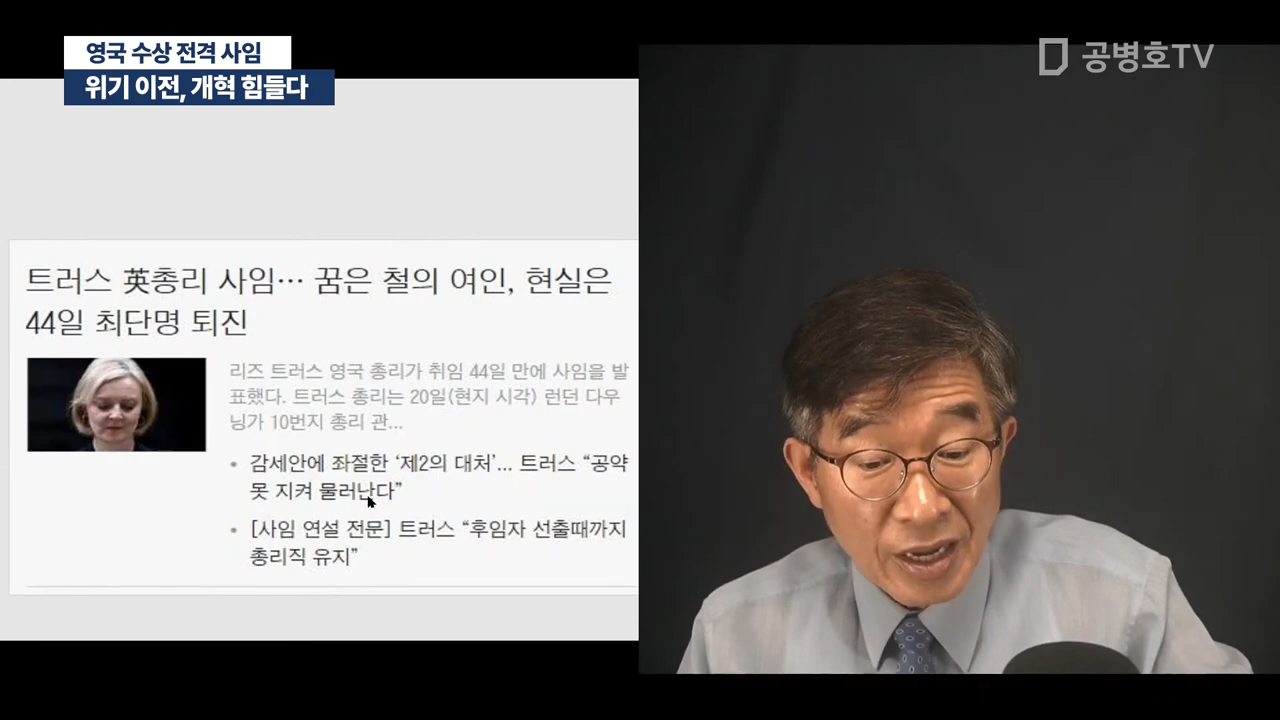 영국 수상 전격 사임
위기 이전, 개혁 힘들다
공병호TV
트러스 英총리 사임… 꿈은 철의 여인, 현실은
44일 최단명 퇴진
리즈 트러스 영국 총리가 취임 44일 만에 사임을 발
표했다. 트러스 총리는 20일(현지 시각) 런던 다우
닝가 10번지 총리 관...
• 감세안에 좌절한 ‘제2의 대처’... 트러스 “공약
못 지켜 물러난다”
• [사임 연설 전문] 트러스 “후임자 선출때까지
총리직 유지”